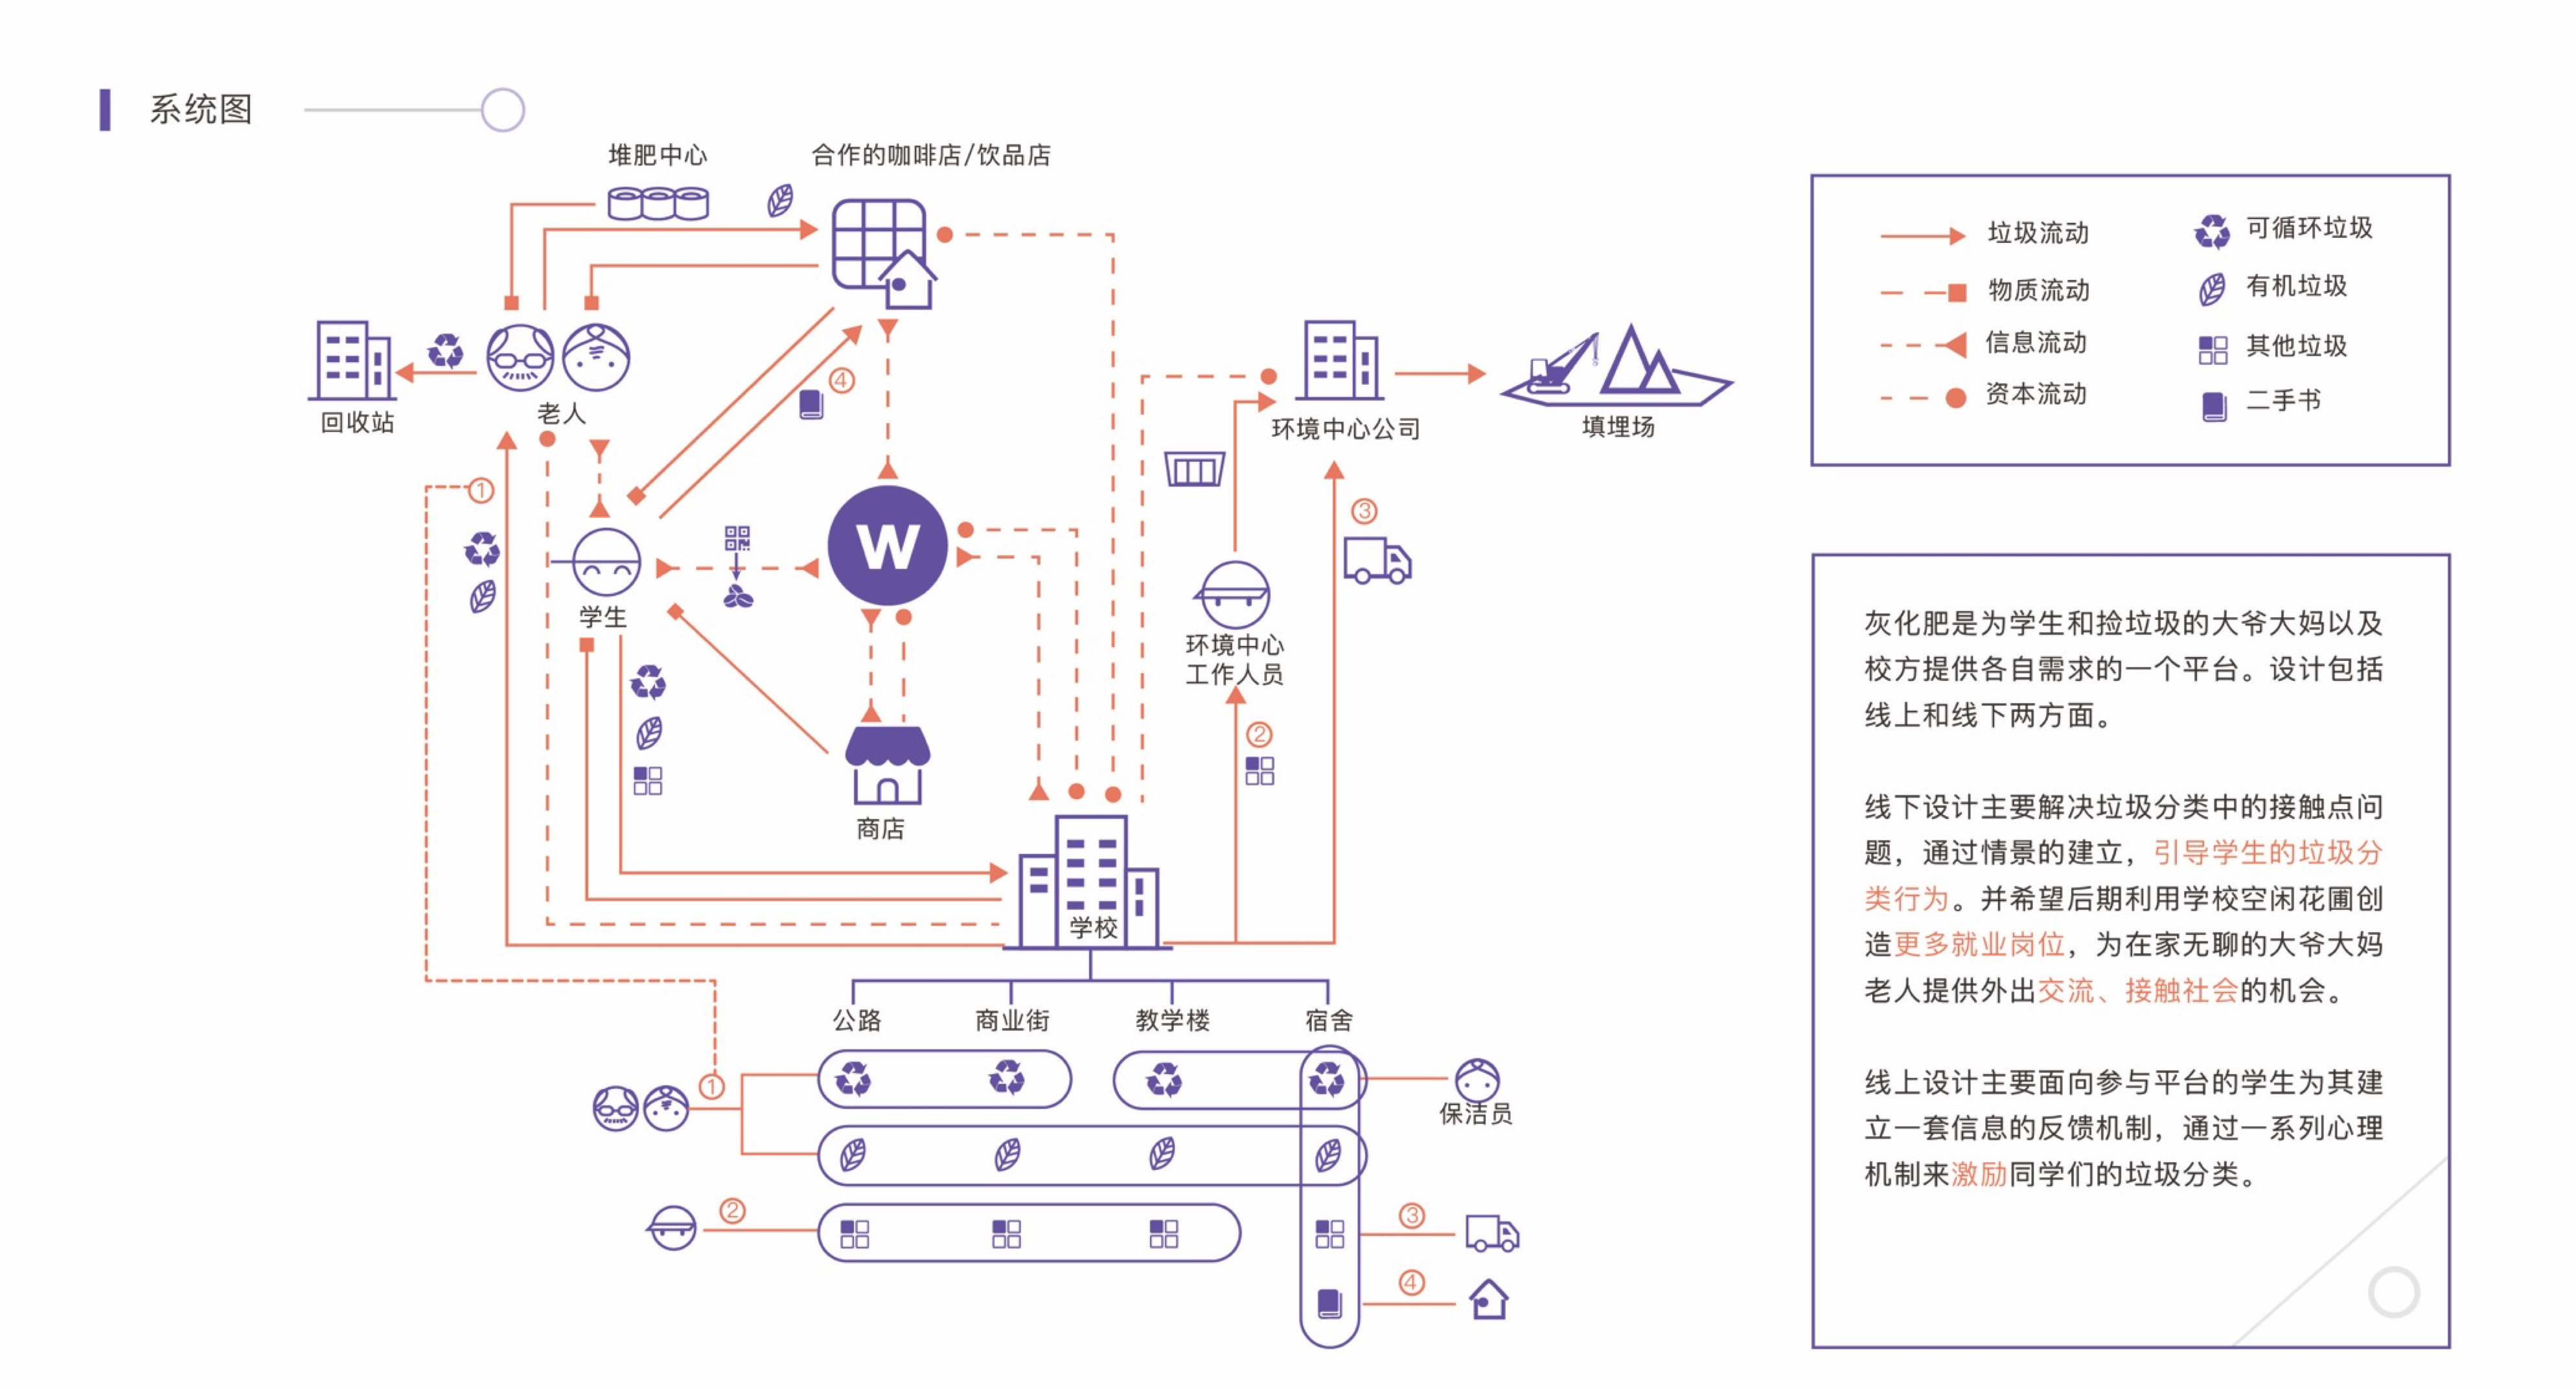 系统图
堆肥中心
合作的咖啡店/饮品店
回收站
老人
④
①
学生
W
商店
环境中心公司
填埋场
③
环境中心
工作人员
②
学校
公路
商业街
教学楼
宿舍
①
保洁员
②
③
④
垃圾流动
物质流动
信息流动
资本流动
可循环垃圾
有机垃圾
其他垃圾
二手书
灰化肥是为学生和捡垃圾的大爷大妈以及
校方提供各自需求的一个平台。设计包括
线上和线下两方面。
线下设计主要解决垃圾分类中的接触点问
题，通过情景的建立，引导学生的垃圾分
类行为。并希望后期利用学校空闲花圃创
造更多就业岗位，为在家无聊的大爷大妈
老人提供外出交流、接触社会的机会。
线上设计主要面向参与平台的学生为其建
立一套信息的反馈机制，通过一系列心理
机制来激励同学们的垃圾分类。